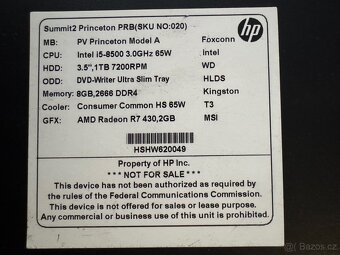 Summit2 Princeton PRB(SKU NO:020)
MB: PV Princeton Model A Foxconn
CPU: Intel i5-8500 3.0GHz 65W Intel
HDD: 3.5",1TB 7200RPM WD
ODD: DVD-Writer Ultra Slim Tray HLDS
Memory: 8GB,2666 DDR4 Kingston
Cooler: Consumer Common HS 65W T3
GFX: AMD Radeon R7 430,2GB MSI
hp
HSHW620049
Property of HP Inc.
*** NOT FOR SALE ***
This device has not been authorized as required by
the rules of the Federal Communications Commission.
This device is not offered for sales or lease purpose.
Any commercial or business use of this unit is prohibited.
Sbazos.cz